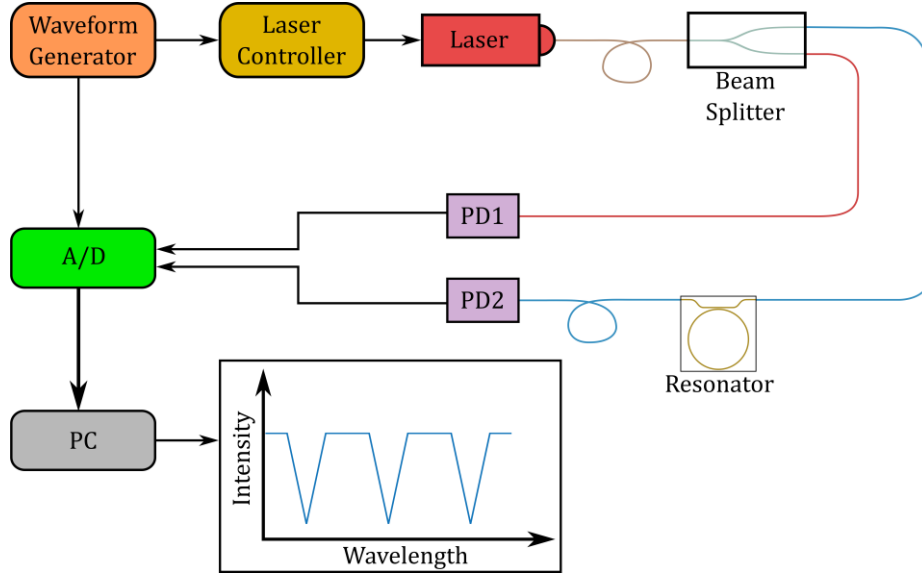 Waveform
Generator
Laser
Controller
Laser
Beam
Splitter
PD1
A/D
PD2
Resonator
PC
Intensity
Wavelength